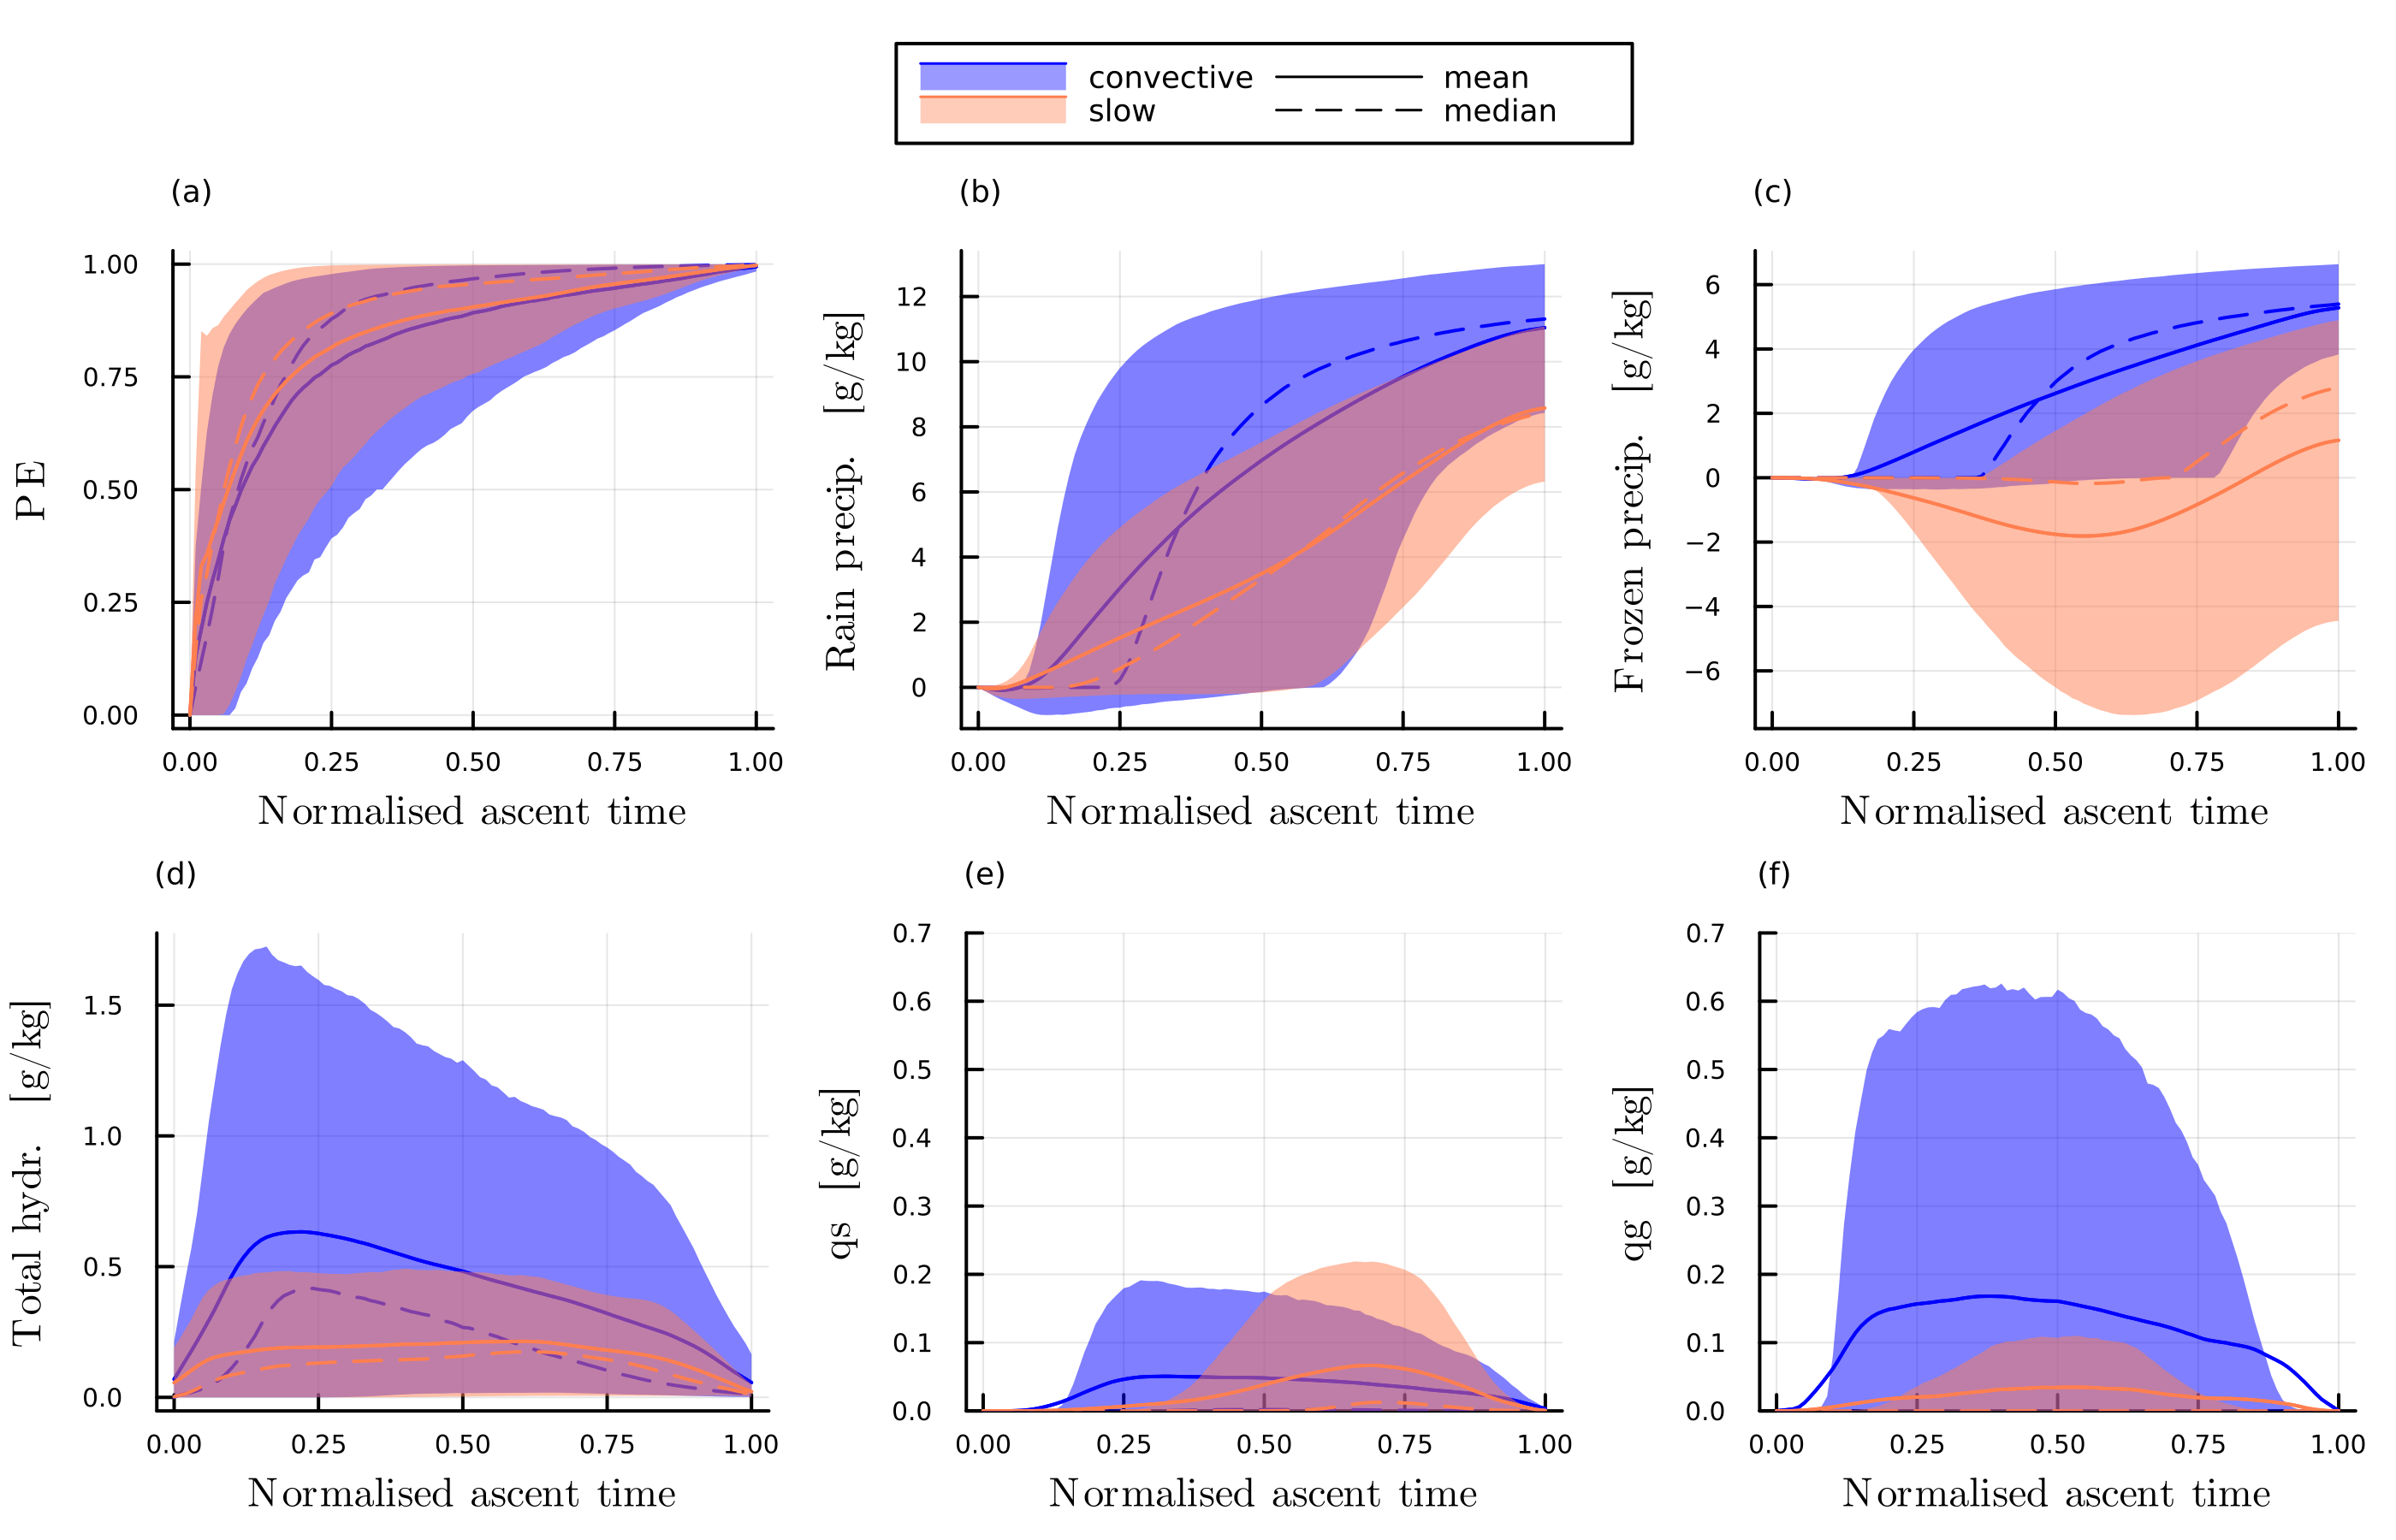 convective mean
slow median
(a)
(b)
(c)
PE
1.00
0.75
0.50
0.25
0.00
0.00 0.25 0.50 0.75 1.00
Normalised ascent time
Rain precip. [g/kg]
12
10
8
6
4
2
0
0.00 0.25 0.50 0.75 1.00
Normalised ascent time
Frozen precip. [g/kg]
6
4
2
0
−2
−4
−6
0.00 0.25 0.50 0.75 1.00
Normalised ascent time
(d)
(e)
(f)
Total hydr. [g/kg]
1.5
1.0
0.5
0.0
0.00 0.25 0.50 0.75 1.00
Normalised ascent time
qs [g/kg]
0.7
0.6
0.5
0.4
0.3
0.2
0.1
0.0
0.00 0.25 0.50 0.75 1.00
Normalised ascent time
qg [g/kg]
0.7
0.6
0.5
0.4
0.3
0.2
0.1
0.0
0.00 0.25 0.50 0.75 1.00
Normalised ascent time